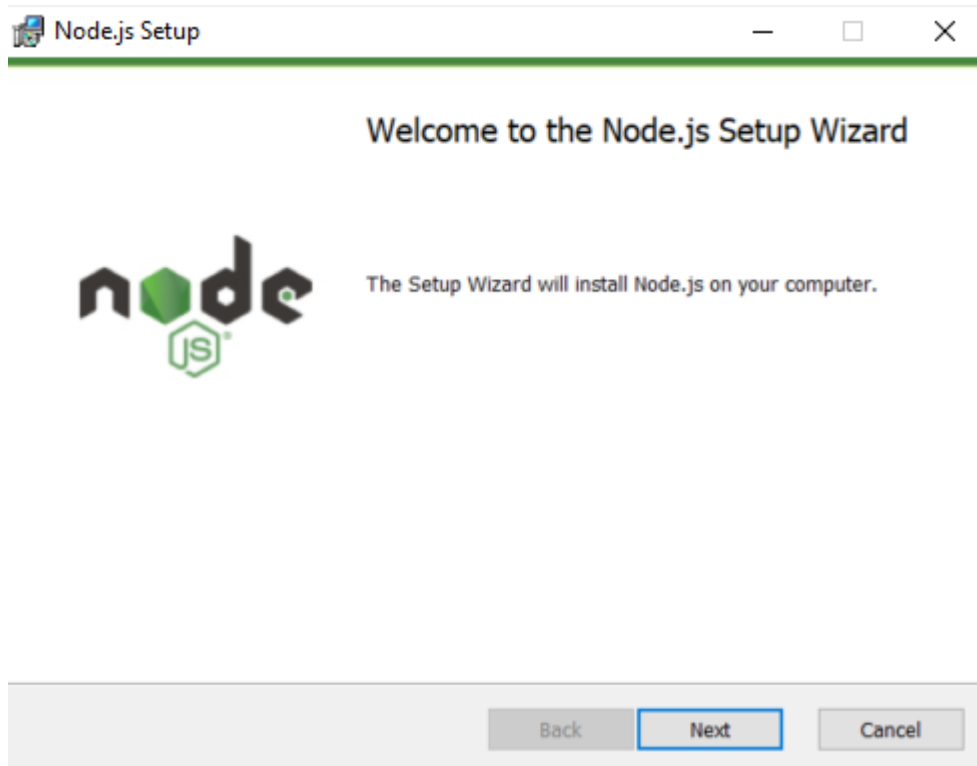 Node.js Setup
Welcome to the Node.js Setup Wizard
node
JS®
The Setup Wizard will install Node.js on your computer.
Back Next Cancel